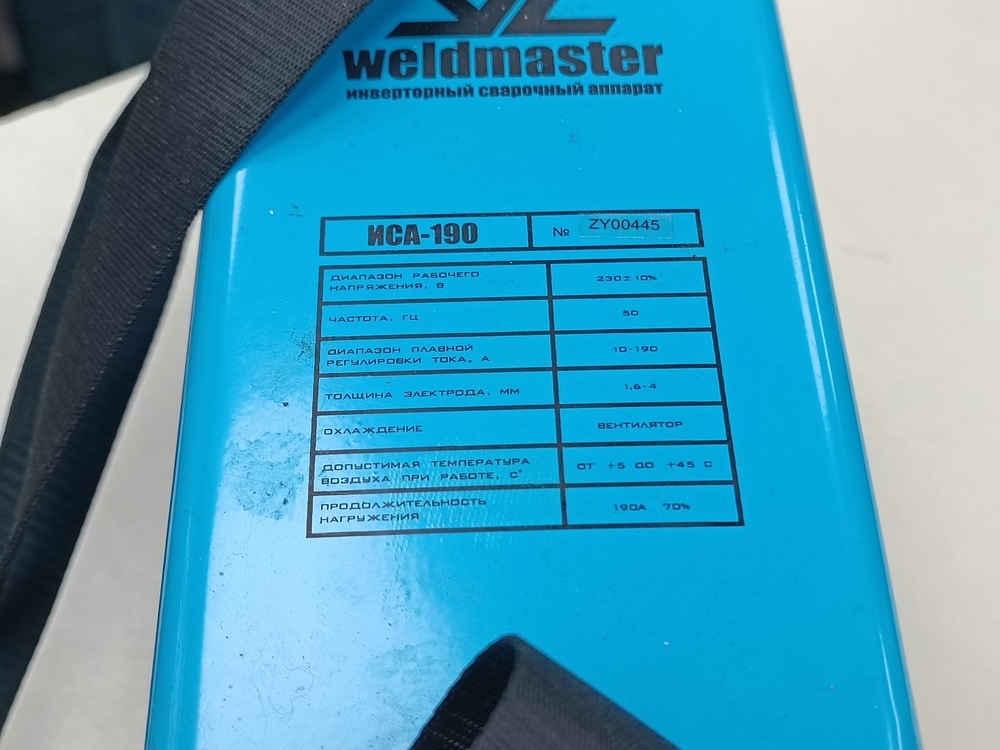 weldmaster
инверторный сварочный аппарат
ИСА-190 № ZY00445
ДИАПАЗОН РАБОЧЕГО
НАПРЯЖЕНИЯ, В
230±10%
ЧАСТОТА, ГЦ
50
ДИАПАЗОН ПЛАВНОЙ
РЕГУЛИРОВКИ ТОКА, А
10-190
ТОЛЩИНА ЭЛЕКТРОДА, ММ
1,6-4
ОХЛАЖДЕНИЕ
ВЕНТИЛЯТОР
ДОПУСТИМАЯ ТЕМПЕРАТУРА
ВОЗДУХА ПРИ РАБОТЕ, С°
ОТ +5 ДО +45 С
ПРОДОЛЖИТЕЛЬНОСТЬ
НАГРУЖЕНИЯ
190А 70%